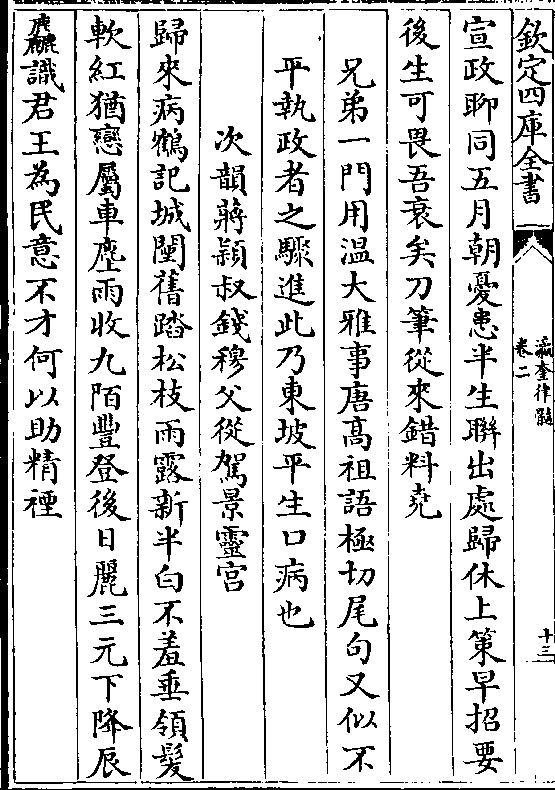 欽定四庫全書
瀛奎律髓
卷二
十三
宣政聊同五月朝憂患半生聨出處歸休上策早招要
後生可畏吾衰矣刀筆從來錯料堯
兄弟一門用温大雅事唐高祖語極切尾句又似不
平執政者之驟進此乃東坡平生口病也
次韻蔣穎叔錢穆父從駕景靈宫
歸來病鶴記城闉舊踏松枝雨露新半白不羞垂領髮
軟紅猶戀屬車塵雨收九陌豐登後日麗三元下降辰
麤識君王為民意不才何以助精禋